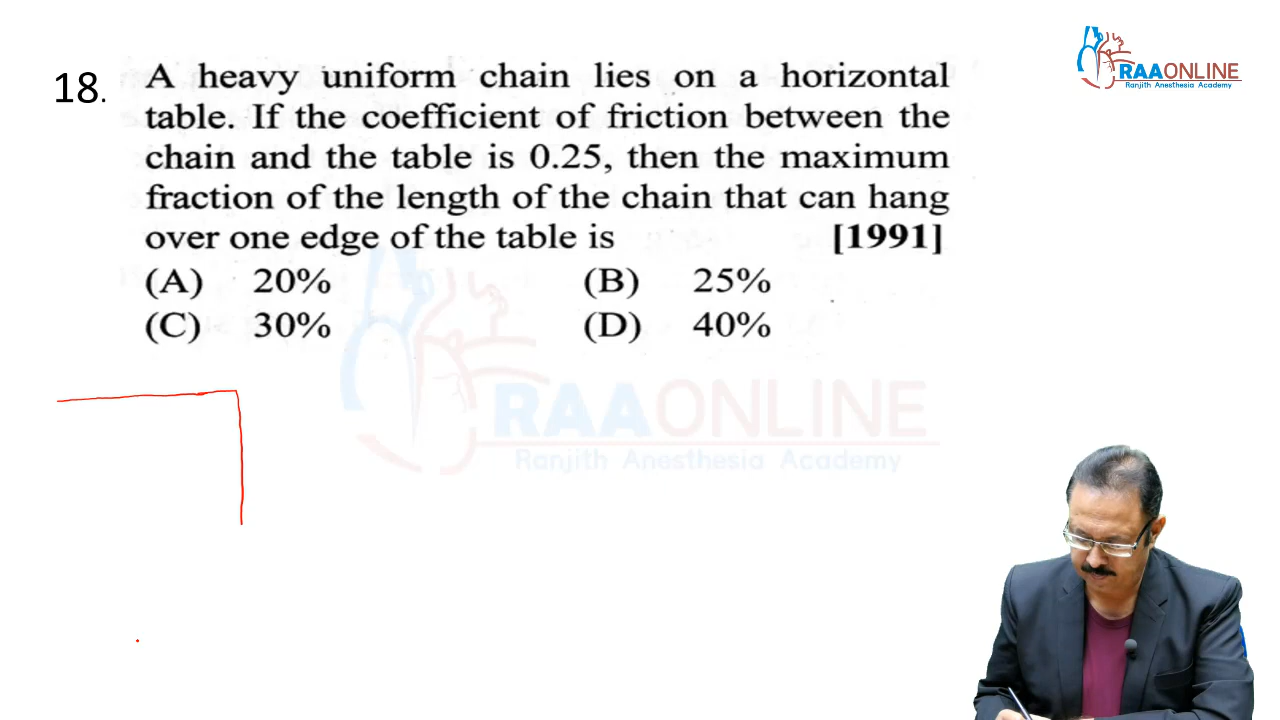 RAAONLINE
Ranjith Anesthesia Academy
18.
A heavy uniform chain lies on a horizontal
table. If the coefficient of friction between the
chain and the table is 0.25, then the maximum
fraction of the length of the chain that can hang
over one edge of the table is [1991]
(A) 20% (B) 25%
(C) 30% (D) 40%
RAAONLINE
Ranjith Anesthesia Academy